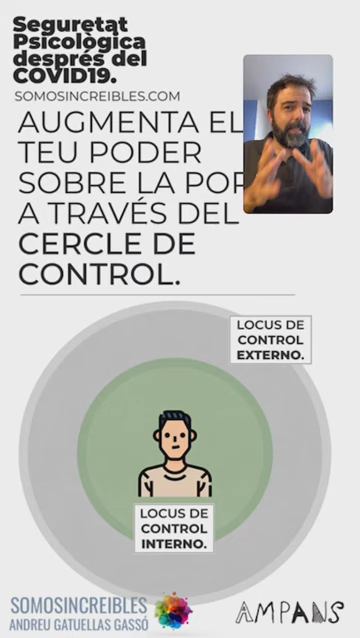 Seguretat
Psicològica
després del
COVID19.
SOMOSINCREIBLES.COM
AUGMENTA EL
TEU PODER
SOBRE LA POR
A TRAVÉS DEL
CERCLE DE
CONTROL.
LOCUS DE
CONTROL
EXTERNO.
LOCUS DE
CONTROL
INTERNO.
SOMOSINCREIBLES
ANDREU GATUELLAS GASSÓ
AMPANS